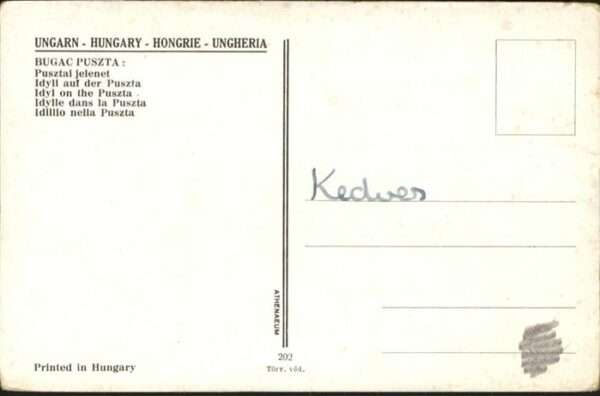 UNGARN - HUNGARY - HONGRIE - UNGHERIA
BUGAC PUSZTA :
Pusztai jelenet
Idyll auf der Puszta
Idyl on the Puszta
Idylle dans la Puszta
Idillio nella Puszta
Kedves
ATHENAEUM
Printed in Hungary
202
Törv. véd.